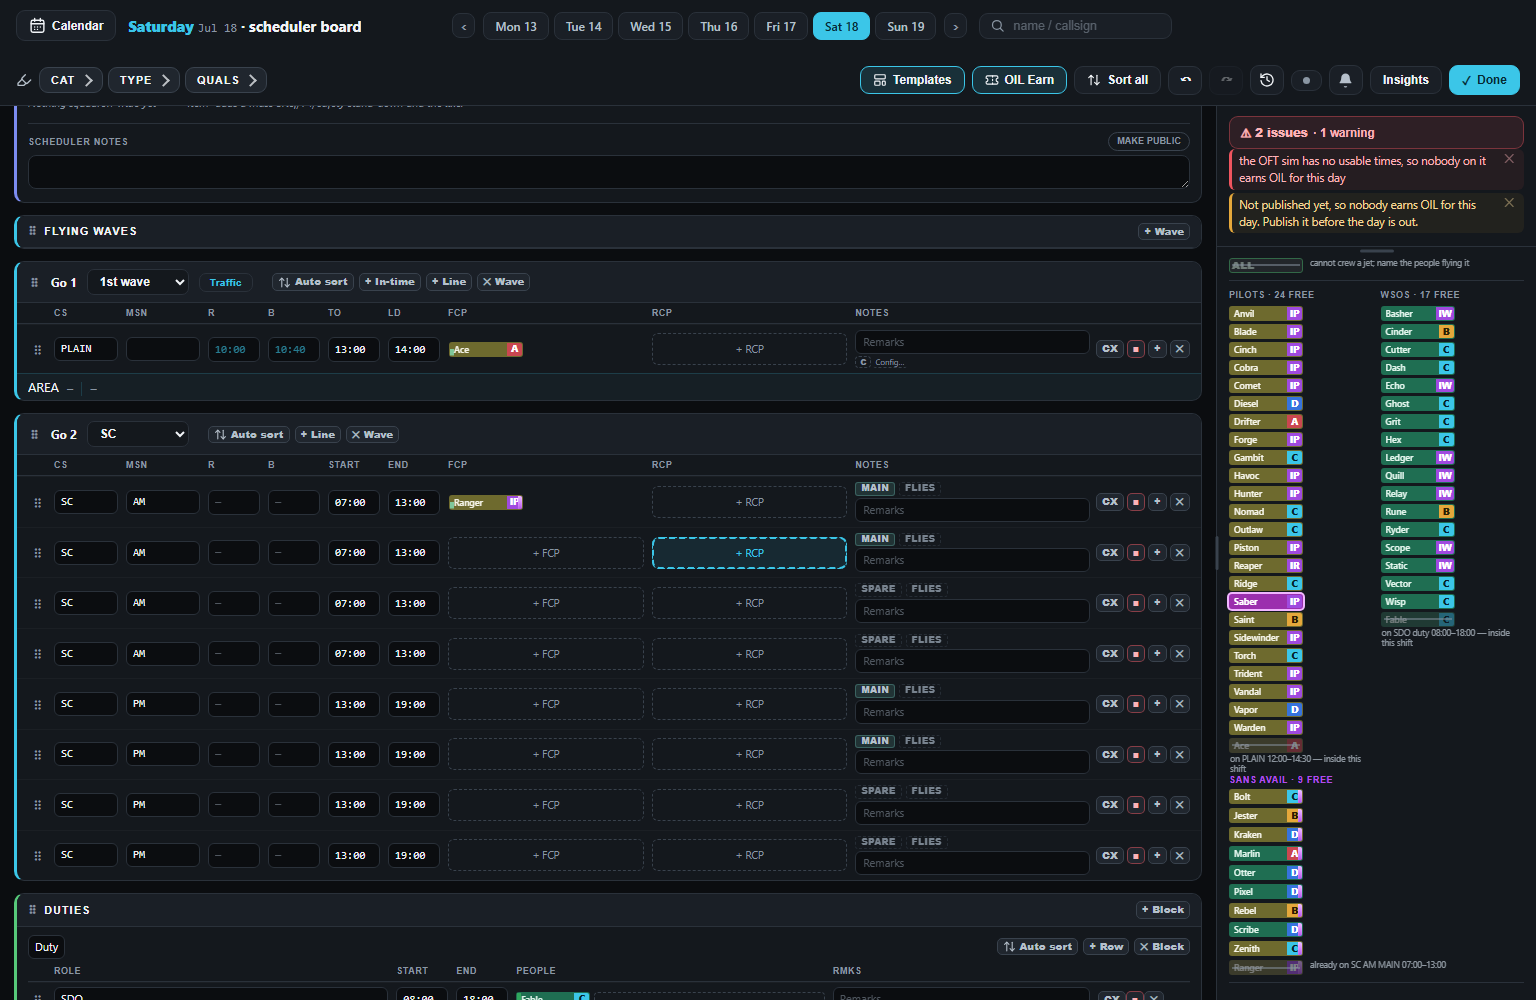 Calendar
Saturday Jul 18 · scheduler board
‹
Mon 13
Tue 14
Wed 15
Thu 16
Fri 17
Sat 18
Sun 19
›
name / callsign
CAT
TYPE
QUALS
Templates
OIL Earn
Sort all
Insights
✓ Done
SCHEDULER NOTES
MAKE PUBLIC
FLYING WAVES
+ Wave
Go 1 1st wave Traffic Auto sort + In-time + Line ✕ Wave
CS MSN R B TO LD FCP RCP NOTES
PLAIN 10:00 10:40 13:00 14:00 Ace A + RCP Remarks CX + ✕
C Config...
AREA – –
Go 2 SC Auto sort + Line ✕ Wave
CS MSN R B START END FCP RCP NOTES
MAIN FLIES
SC AM – – 07:00 13:00 Ranger IP + RCP Remarks CX + ✕
MAIN FLIES
SC AM – – 07:00 13:00 + FCP + RCP Remarks CX + ✕
SPARE FLIES
SC AM – – 07:00 13:00 + FCP + RCP Remarks CX + ✕
SPARE FLIES
SC AM – – 07:00 13:00 + FCP + RCP Remarks CX + ✕
MAIN FLIES
SC PM – – 13:00 19:00 + FCP + RCP Remarks CX + ✕
MAIN FLIES
SC PM – – 13:00 19:00 + FCP + RCP Remarks CX + ✕
SPARE FLIES
SC PM – – 13:00 19:00 + FCP + RCP Remarks CX + ✕
SPARE FLIES
SC PM – – 13:00 19:00 + FCP + RCP Remarks CX + ✕
DUTIES
+ Block
Duty Auto sort + Row ✕ Block
ROLE START END PEOPLE RMKS
SDO 08:00 18:00 Fable C Remarks CX + ✕
⚠ 2 issues · 1 warning
the OFT sim has no usable times, so nobody on it
earns OIL for this day
Not published yet, so nobody earns OIL for this
day. Publish it before the day is out.
ALL cannot crew a jet; name the people flying it
PILOTS · 24 FREE
Anvil IP
Blade IP
Cinch IP
Cobra IP
Comet IP
Diesel D
Drifter A
Forge IP
Gambit C
Havoc IP
Hunter IP
Nomad C
Outlaw C
Piston IP
Reaper IR
Ridge C
Saber IP
Saint B
Sidewinder IP
Torch C
Trident IP
Vandal IP
Vapor D
Warden IP
Ace A
on PLAIN 12:00–14:30 — inside this
shift
WSOS · 17 FREE
Basher IW
Cinder B
Cutter C
Dash C
Echo IW
Ghost C
Grit C
Hex C
Ledger IW
Quill IW
Relay IW
Rune B
Ryder C
Scope IW
Static IW
Vector C
Wisp C
Fable C
on SDO duty 08:00–18:00 — inside
this shift
SANS AVAIL · 9 FREE
Bolt C
Jester B
Kraken D
Marlin A
Otter D
Pixel D
Rebel B
Scribe D
Zenith C
Ranger IP already on SC AM MAIN 07:00–13:00